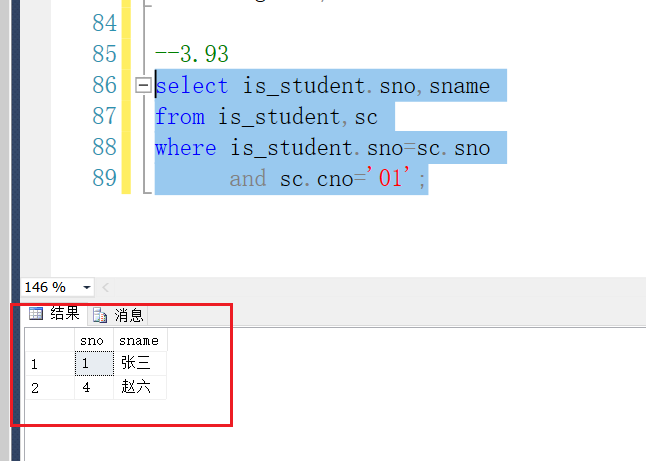 84
85 --3.93
86 select is_student.sno,sname
87 from is_student,sc
88 where is_student.sno=sc.sno
89 and sc.cno='01';
146 %
结果 消息
sno sname
1 1 张三
2 4 赵六